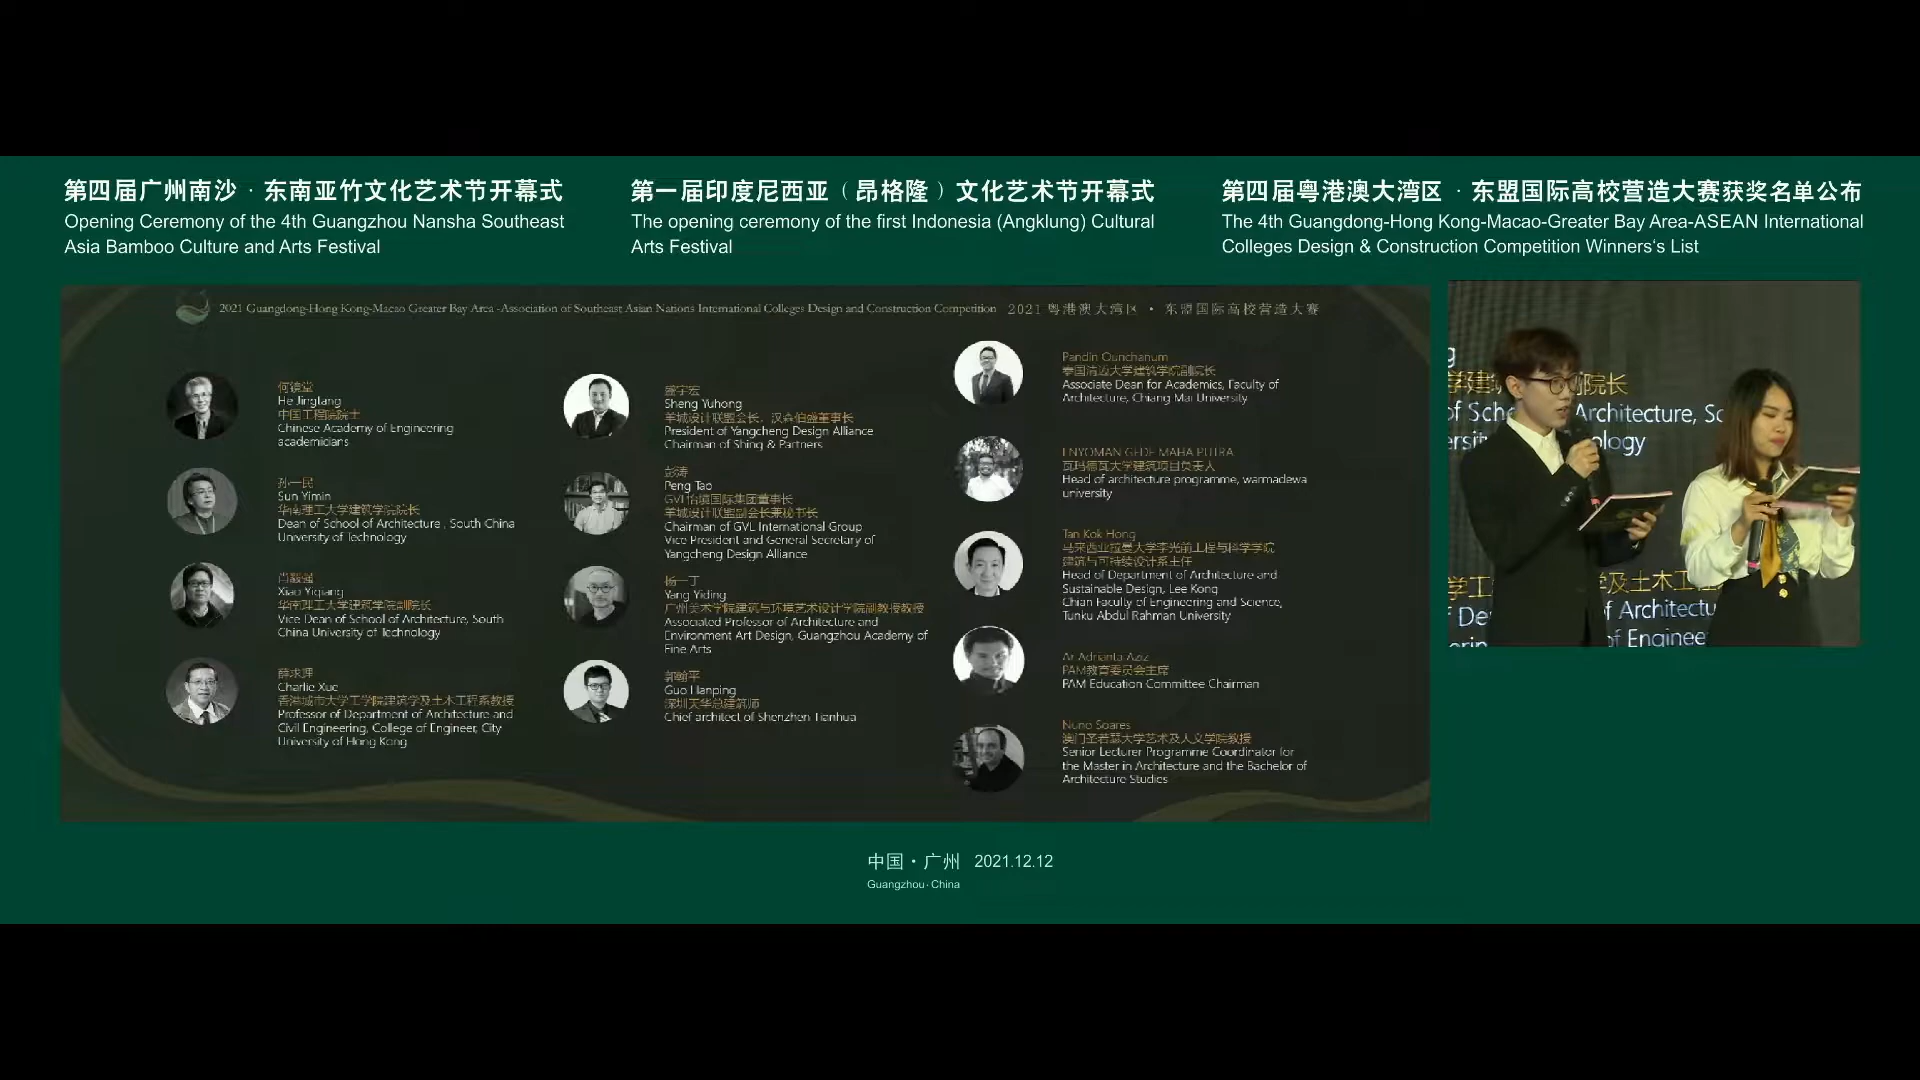 第四届广州南沙 · 东南亚竹文化艺术节开幕式
Opening Ceremony of the 4th Guangzhou Nansha Southeast
Asia Bamboo Culture and Arts Festival
第一届印度尼西亚（昂格隆）文化艺术节开幕式
The opening ceremony of the first Indonesia (Angklung) Cultural
Arts Festival
第四届粤港澳大湾区 · 东盟国际高校营造大赛获奖名单公布
The 4th Guangdong-Hong Kong-Macao-Greater Bay Area-ASEAN International
Colleges Design & Construction Competition Winners's List
2021 Guangdong-Hong Kong-Macao Greater Bay Area -Association of Southeast Asian Nations International Colleges Design and Construction Competition 2021 粤港澳大湾区 · 东盟国际高校营造大赛
何镜堂
He Jingtang
中国工程院院士
Chinese Academy of Engineering
academicians
孙一民
Sun Yimin
华南理工大学建筑学院院长
Dean of School of Architecture , South China
University of Technology
肖毅强
Xiao Yiqiang
华南理工大学建筑学院副院长
Vice Dean of School of Architecture, South
China University of Technology
薛求理
Charlie Xue
香港城市大学工学院建筑学及土木工程系教授
Professor of Department of Architecture and
Civil Engineering, College of Engineer, City
University of Hong Kong
盛宇宏
Sheng Yuhong
羊城设计联盟会长、汉森伯盛董事长
President of Yangcheng Design Alliance
Chairman of Shing & Partners
彭涛
Peng Tao
GVL怡境国际集团董事长
羊城设计联盟副会长兼秘书长
Chairman of GVL International Group
Vice President and General Secretary of
Yangcheng Design Alliance
杨一丁
Yang Yiding
广州美术学院建筑与环境艺术设计学院副教授教授
Associated Professor of Architecture and
Environment Art Design, Guangzhou Academy of
Fine Arts
郭翰平
Guo Hanping
深圳天华总建筑师
Chief architect of Shenzhen Tianhua
Pandin Ounchanum
泰国清迈大学建筑学院副院长
Associate Dean for Academics, Faculty of
Architecture, Chiang Mai University
I NYOMAN GEDE MAHA PUTRA
瓦玛德瓦大学建筑项目负责人
Head of architecture programme, warmadewa
university
Tan Kok Hong
马来西亚拉曼大学李光前工程与科学学院
建筑与可持续设计系主任
Head of Department of Architecture and
Sustainable Design, Lee Kong
Chian Faculty of Engineering and Science,
Tunku Abdul Rahman University
Ar Adrianta Aziz
PAM教育委员会主席
PAM Education Committee Chairman
Nuno Soares
澳门圣若瑟大学艺术及人文学院教授
Senior Lecturer Programme Coordinator for
the Master in Architecture and the Bachelor of
Architecture Studies
副院长
of Sche Architecture, Sc
ersit ology
学工 及土木工
f De f Architectu
erin of Enginee
中国 · 广州 2021.12.12
Guangzhou · China